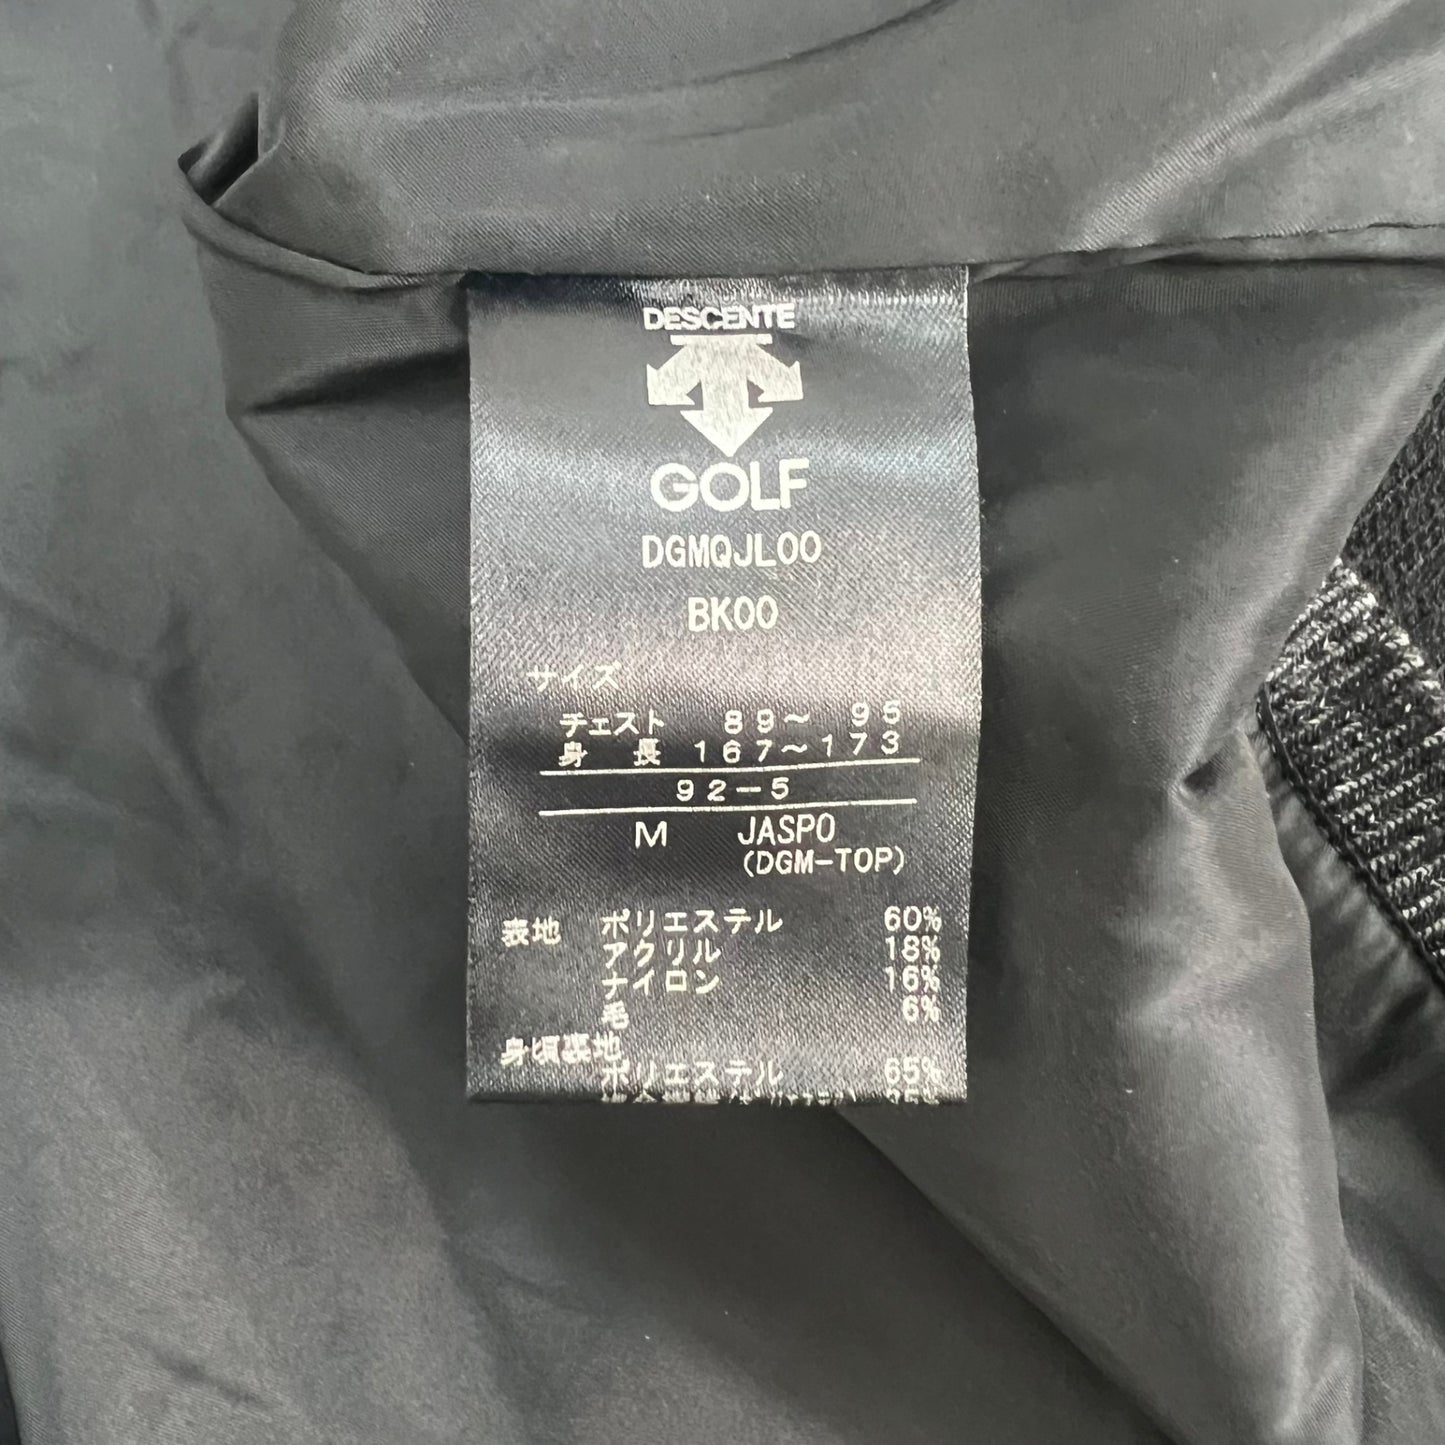 DESCENTE
GOLF
DGMQJL00
BK00
サイズ
チェスト 89～ 95
身 長 167～173
92－5
M JASPO
(DGM-TOP)
表地 ポリエステル 60%
アクリル 18%
ナイロン 16%
毛 6%
身頃表地
ポリエステル 65%